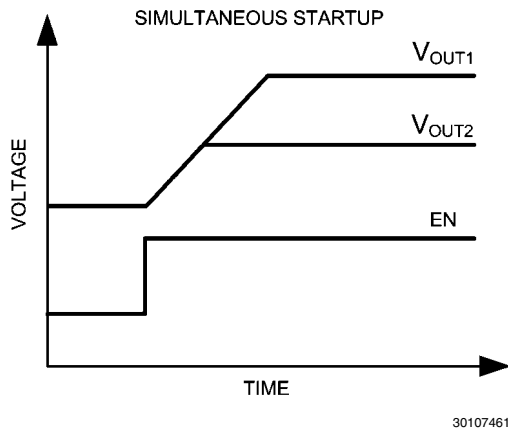 SIMULTANEOUS STARTUP
VOUT1
VOUT2
VOLTAGE
EN
TIME
30107461